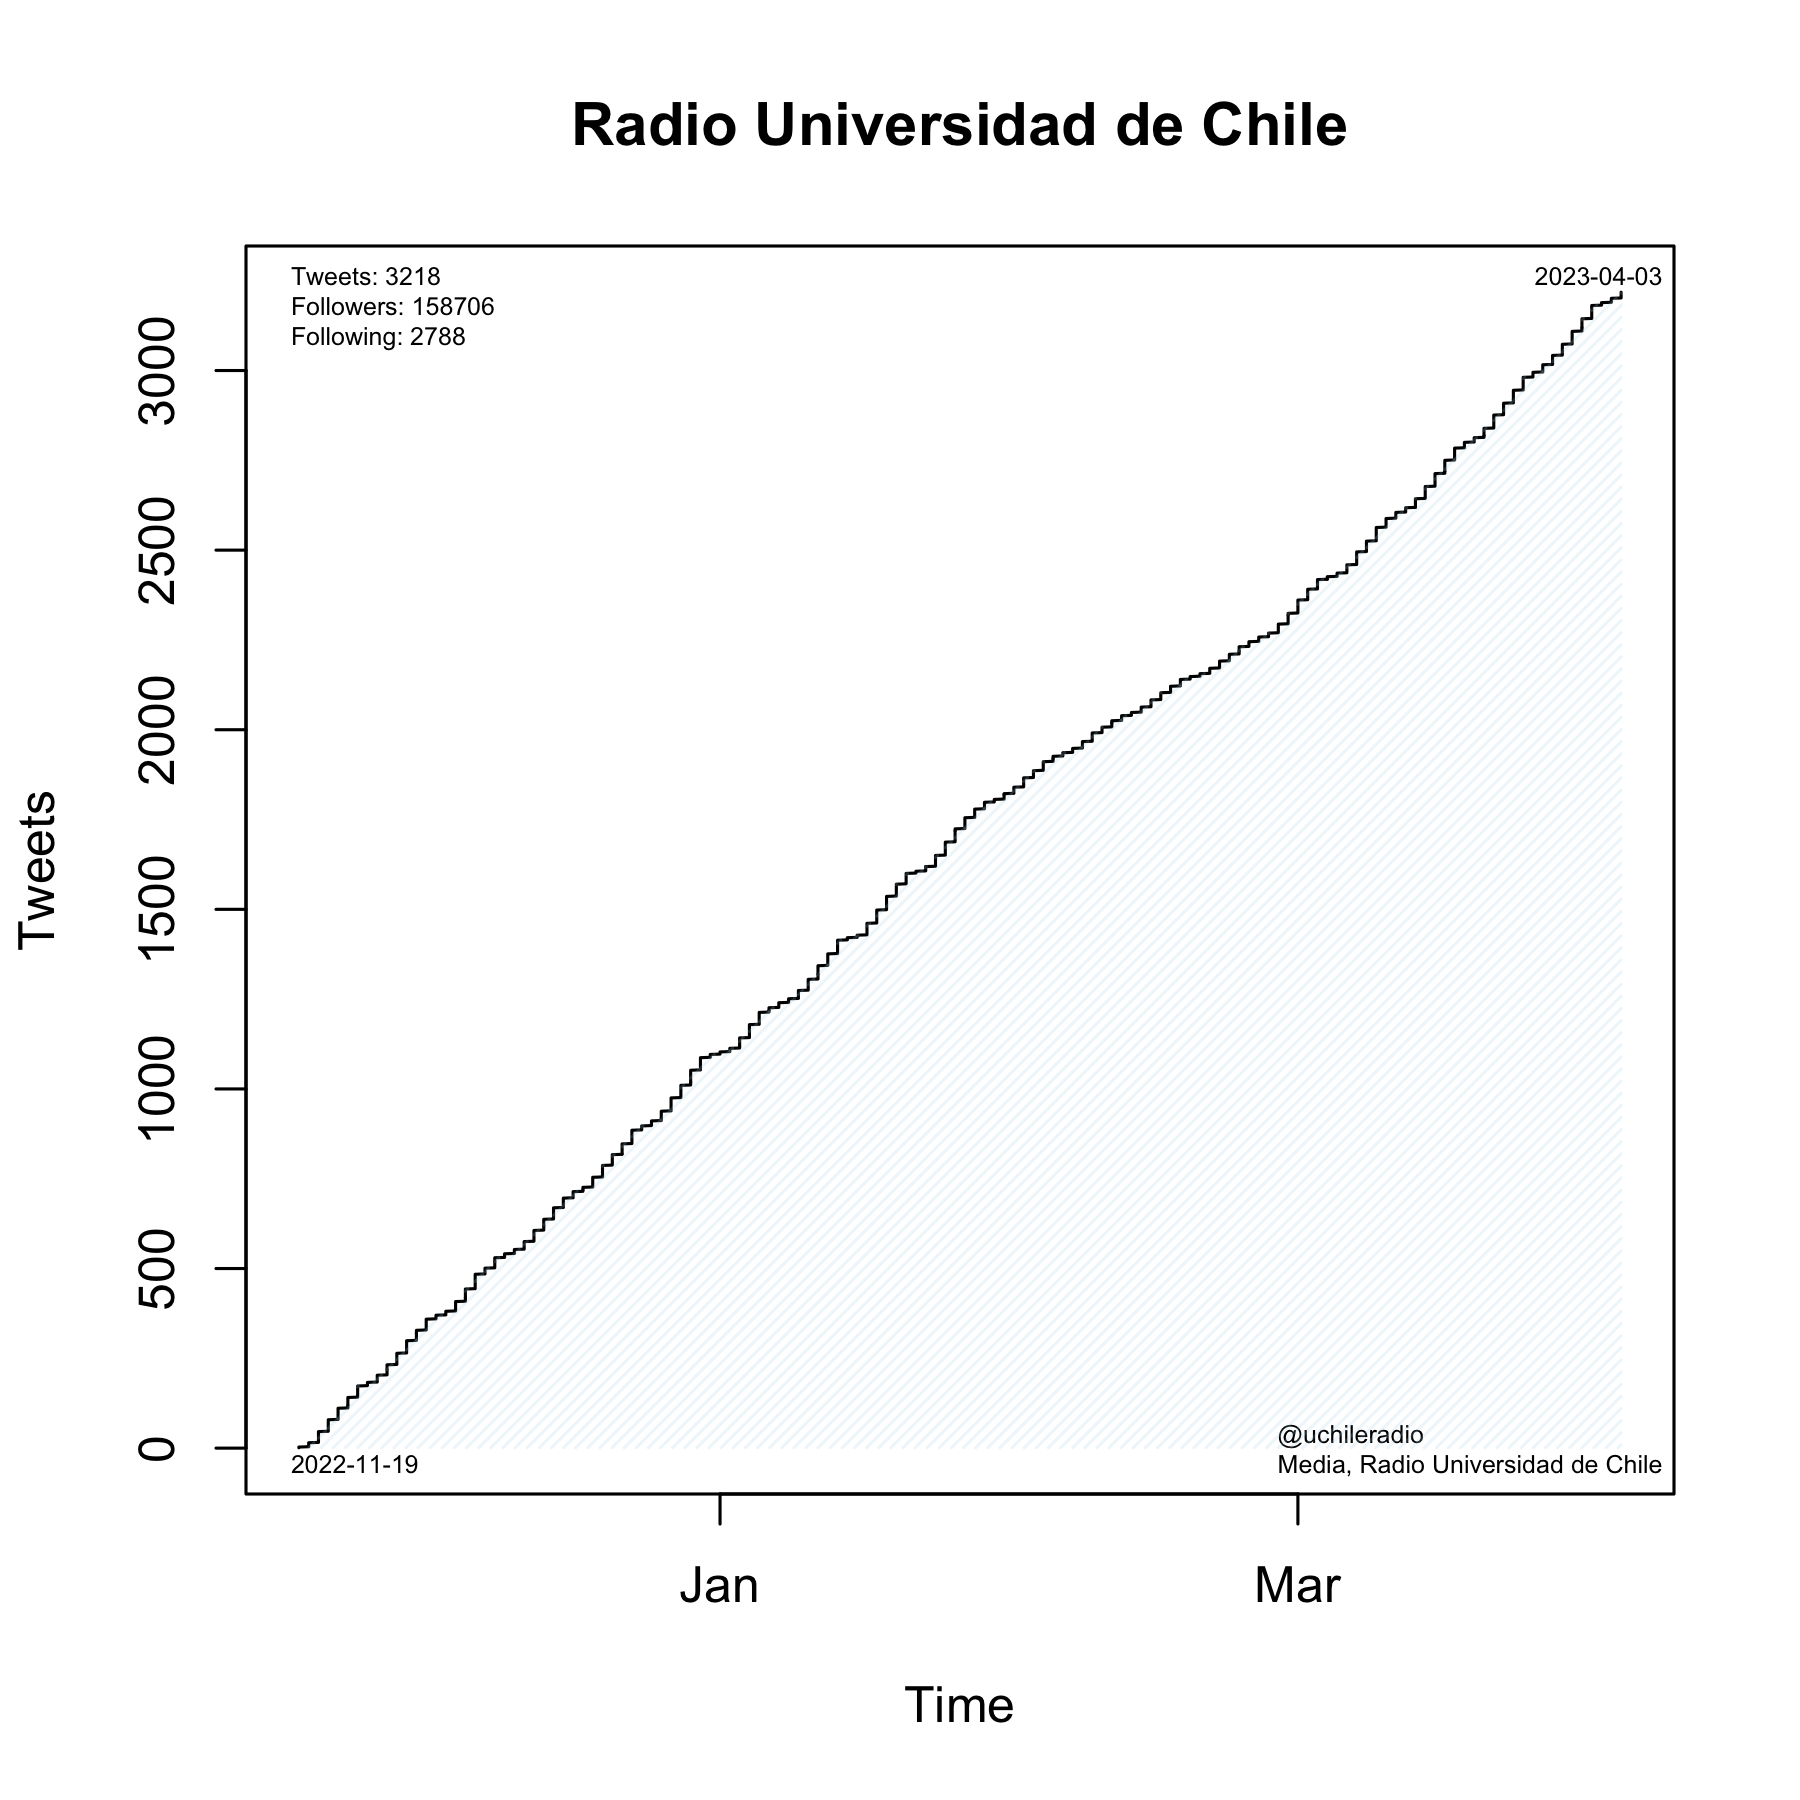 Radio Universidad de Chile
Tweets: 3218
Followers: 158706
Following: 2788
2023-04-03
3000
2500
2000
1500
1000
500
0
Tweets
2022-11-19
@uchileradio
Media, Radio Universidad de Chile
Jan
Mar
Time